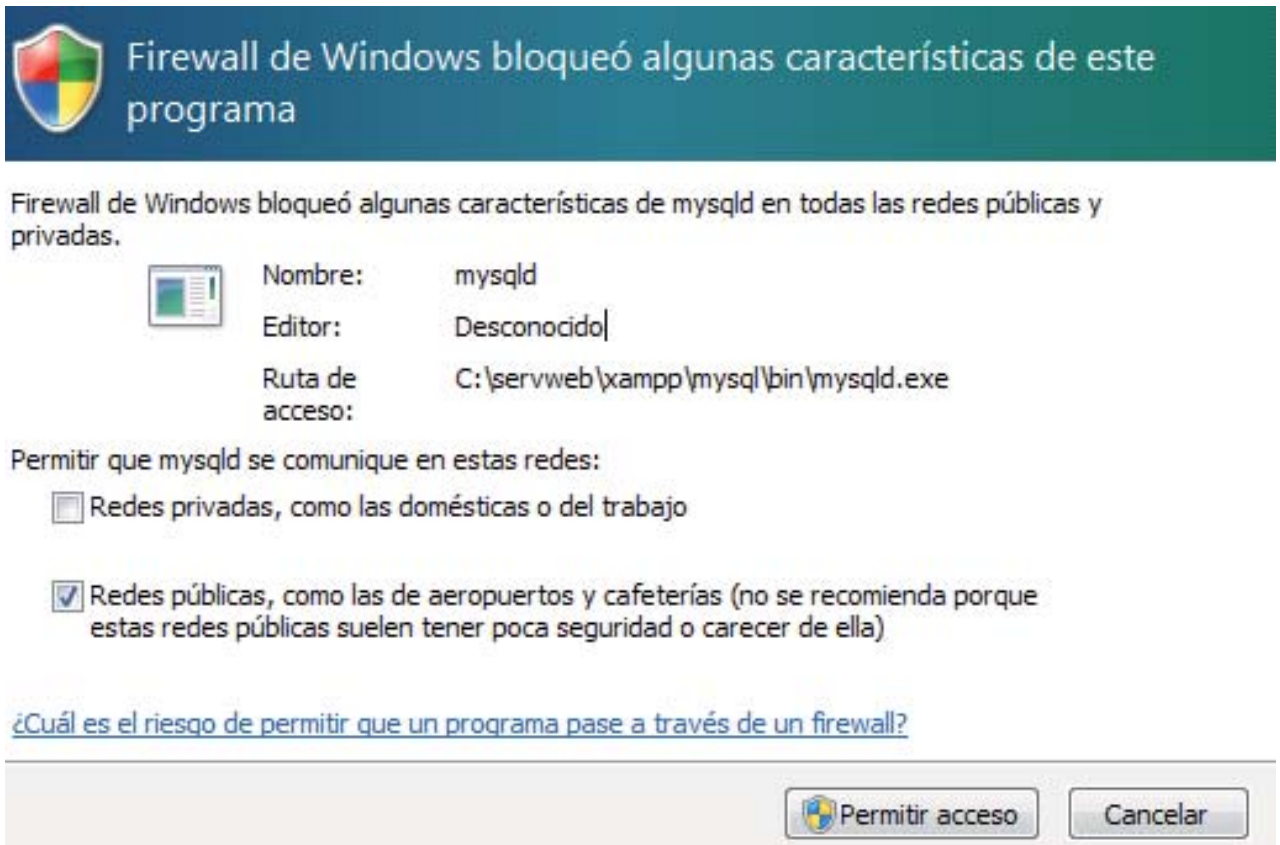 Firewall de Windows bloqueó algunas características de este
programa
Firewall de Windows bloqueó algunas características de mysqld en todas las redes públicas y
privadas.
Nombre: mysqld
Editor: Desconocido
Ruta de C:\servweb\xampp\mysql\bin\mysqld.exe
acceso:
Permitir que mysqld se comunique en estas redes:
Redes privadas, como las domésticas o del trabajo
Redes públicas, como las de aeropuertos y cafeterías (no se recomienda porque
estas redes públicas suelen tener poca seguridad o carecer de ella)
¿Cuál es el riesgo de permitir que un programa pase a través de un firewall?
Permitir acceso Cancelar